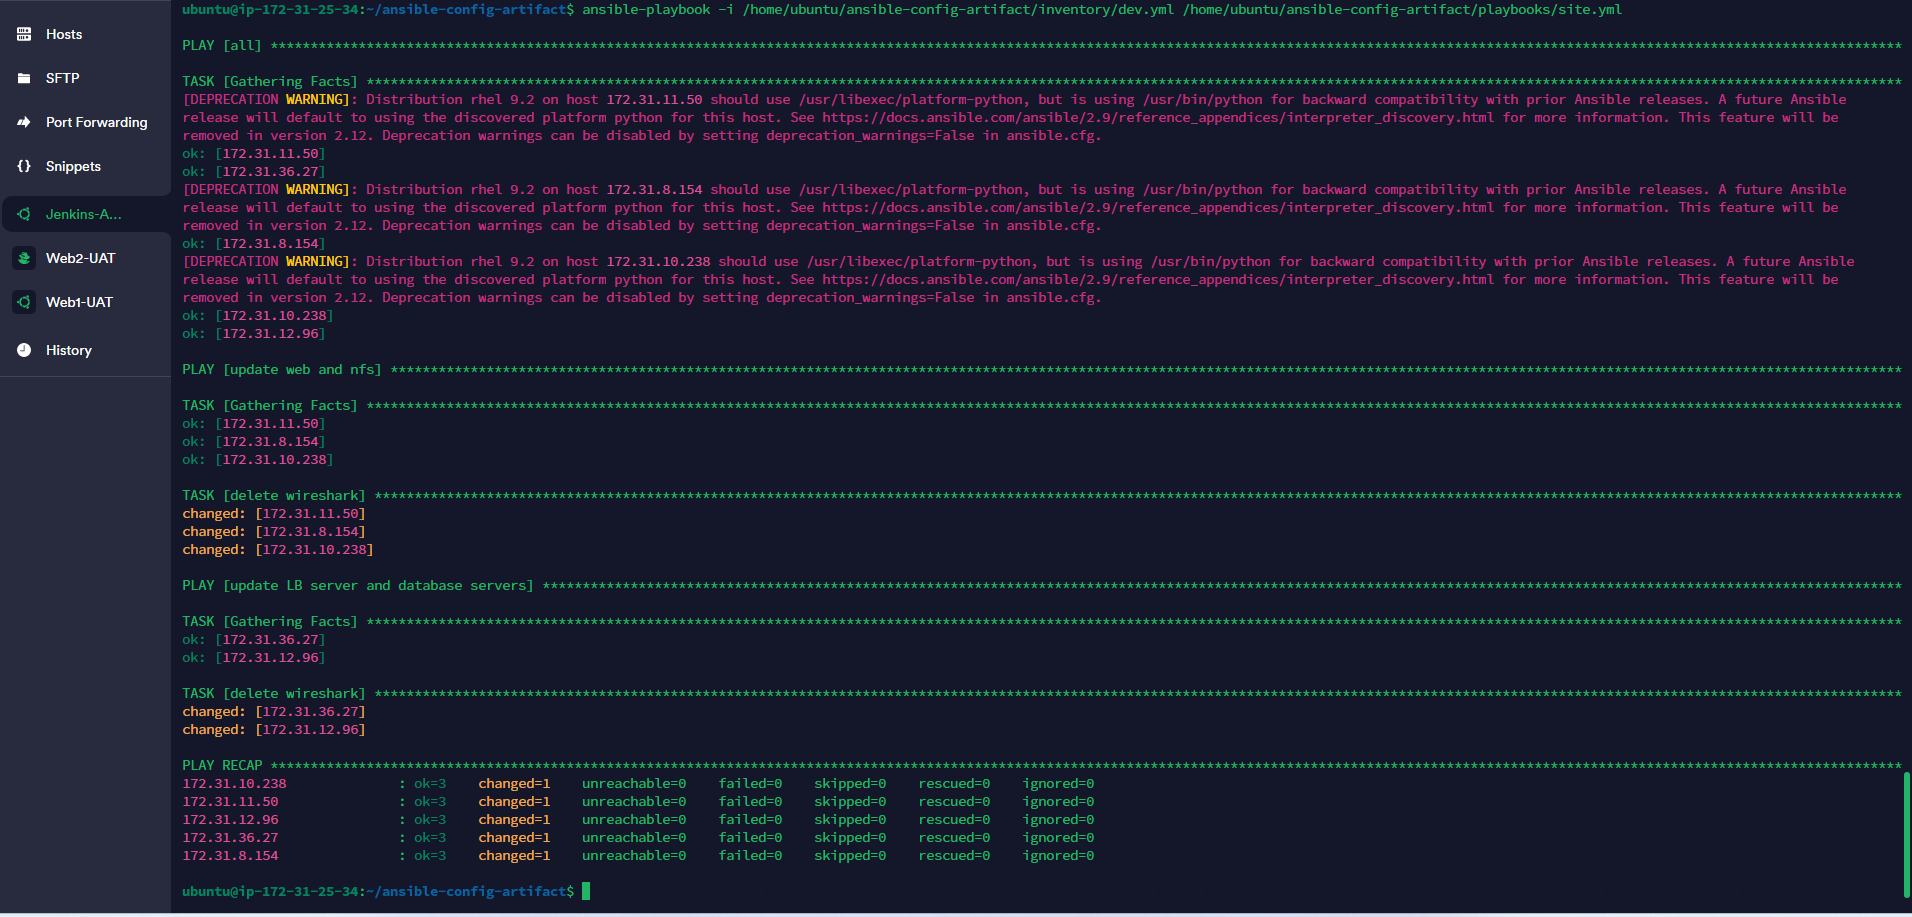 Hosts
SFTP
Port Forwarding
Snippets
Jenkins-A...
Web2-UAT
Web1-UAT
History
ubuntu@ip-172-31-25-34:~/ansible-config-artifact$ ansible-playbook -i /home/ubuntu/ansible-config-artifact/inventory/dev.yml /home/ubuntu/ansible-config-artifact/playbooks/site.yml
PLAY [all] ****************************************************************************************************
TASK [Gathering Facts] ****************************************************************************************************
[DEPRECATION WARNING]: Distribution rhel 9.2 on host 172.31.11.50 should use /usr/libexec/platform-python, but is using /usr/bin/python for backward compatibility with prior Ansible releases. A future Ansible
release will default to using the discovered platform python for this host. See https://docs.ansible.com/ansible/2.9/reference_appendices/interpreter_discovery.html for more information. This feature will be
removed in version 2.12. Deprecation warnings can be disabled by setting deprecation_warnings=False in ansible.cfg.
ok: [172.31.11.50]
ok: [172.31.36.27]
[DEPRECATION WARNING]: Distribution rhel 9.2 on host 172.31.8.154 should use /usr/libexec/platform-python, but is using /usr/bin/python for backward compatibility with prior Ansible releases. A future Ansible
release will default to using the discovered platform python for this host. See https://docs.ansible.com/ansible/2.9/reference_appendices/interpreter_discovery.html for more information. This feature will be
removed in version 2.12. Deprecation warnings can be disabled by setting deprecation_warnings=False in ansible.cfg.
ok: [172.31.8.154]
[DEPRECATION WARNING]: Distribution rhel 9.2 on host 172.31.10.238 should use /usr/libexec/platform-python, but is using /usr/bin/python for backward compatibility with prior Ansible releases. A future Ansible
release will default to using the discovered platform python for this host. See https://docs.ansible.com/ansible/2.9/reference_appendices/interpreter_discovery.html for more information. This feature will be
removed in version 2.12. Deprecation warnings can be disabled by setting deprecation_warnings=False in ansible.cfg.
ok: [172.31.10.238]
ok: [172.31.12.96]
PLAY [update web and nfs] ****************************************************************************************************
TASK [Gathering Facts] ****************************************************************************************************
ok: [172.31.11.50]
ok: [172.31.8.154]
ok: [172.31.10.238]
TASK [delete wireshark] ****************************************************************************************************
changed: [172.31.11.50]
changed: [172.31.8.154]
changed: [172.31.10.238]
PLAY [update LB server and database servers] ****************************************************************************************************
TASK [Gathering Facts] ****************************************************************************************************
ok: [172.31.36.27]
ok: [172.31.12.96]
TASK [delete wireshark] ****************************************************************************************************
changed: [172.31.36.27]
changed: [172.31.12.96]
PLAY RECAP ****************************************************************************************************
172.31.10.238 : ok=3 changed=1 unreachable=0 failed=0 skipped=0 rescued=0 ignored=0
172.31.11.50 : ok=3 changed=1 unreachable=0 failed=0 skipped=0 rescued=0 ignored=0
172.31.12.96 : ok=3 changed=1 unreachable=0 failed=0 skipped=0 rescued=0 ignored=0
172.31.36.27 : ok=3 changed=1 unreachable=0 failed=0 skipped=0 rescued=0 ignored=0
172.31.8.154 : ok=3 changed=1 unreachable=0 failed=0 skipped=0 rescued=0 ignored=0
ubuntu@ip-172-31-25-34:~/ansible-config-artifact$